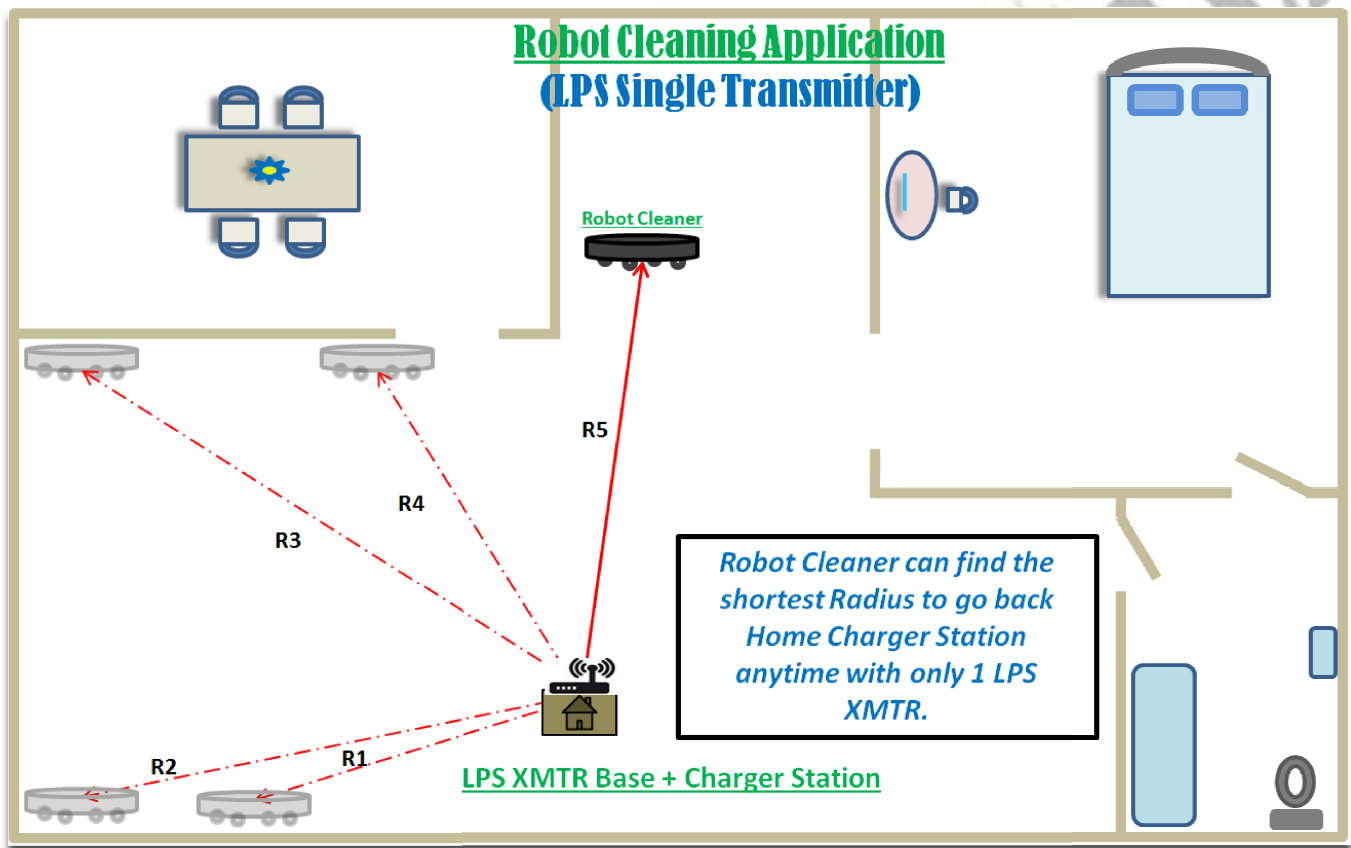 Robot Cleaning Application
(LPS Single Transmitter)
Robot Cleaner
R5
R4
R3
Robot Cleaner can find the
shortest Radius to go back
Home Charger Station
anytime with only 1 LPS
XMTR.
R1
R2
LPS XMTR Base + Charger Station